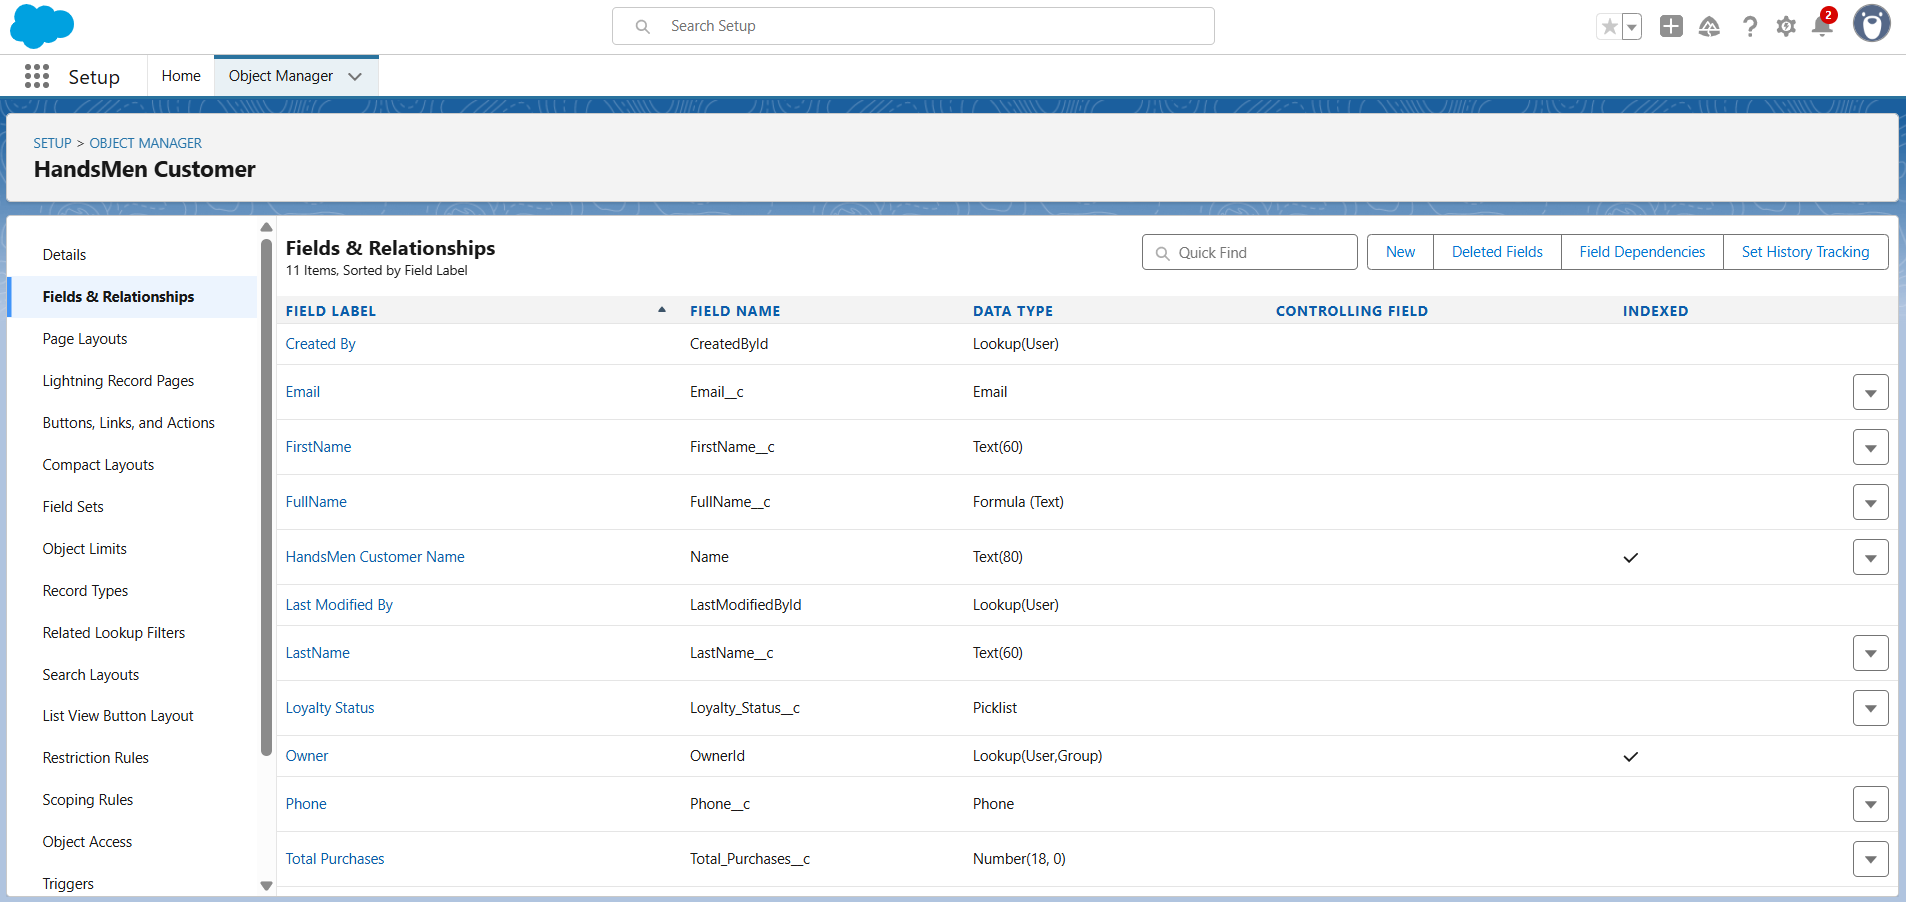 Search Setup
2
Setup
Home
Object Manager
SETUP > OBJECT MANAGER
HandsMen Customer
Details
Fields & Relationships
Page Layouts
Lightning Record Pages
Buttons, Links, and Actions
Compact Layouts
Field Sets
Object Limits
Record Types
Related Lookup Filters
Search Layouts
List View Button Layout
Restriction Rules
Scoping Rules
Object Access
Triggers
Fields & Relationships
11 Items, Sorted by Field Label
Quick Find
New
Deleted Fields
Field Dependencies
Set History Tracking
FIELD LABEL FIELD NAME DATA TYPE CONTROLLING FIELD INDEXED
Created By CreatedById Lookup(User)
Email Email__c Email
FirstName FirstName__c Text(60)
FullName FullName__c Formula (Text)
HandsMen Customer Name Name Text(80)
Last Modified By LastModifiedById Lookup(User)
LastName LastName__c Text(60)
Loyalty Status Loyalty_Status__c Picklist
Owner OwnerId Lookup(User,Group)
Phone Phone__c Phone
Total Purchases Total_Purchases__c Number(18, 0)